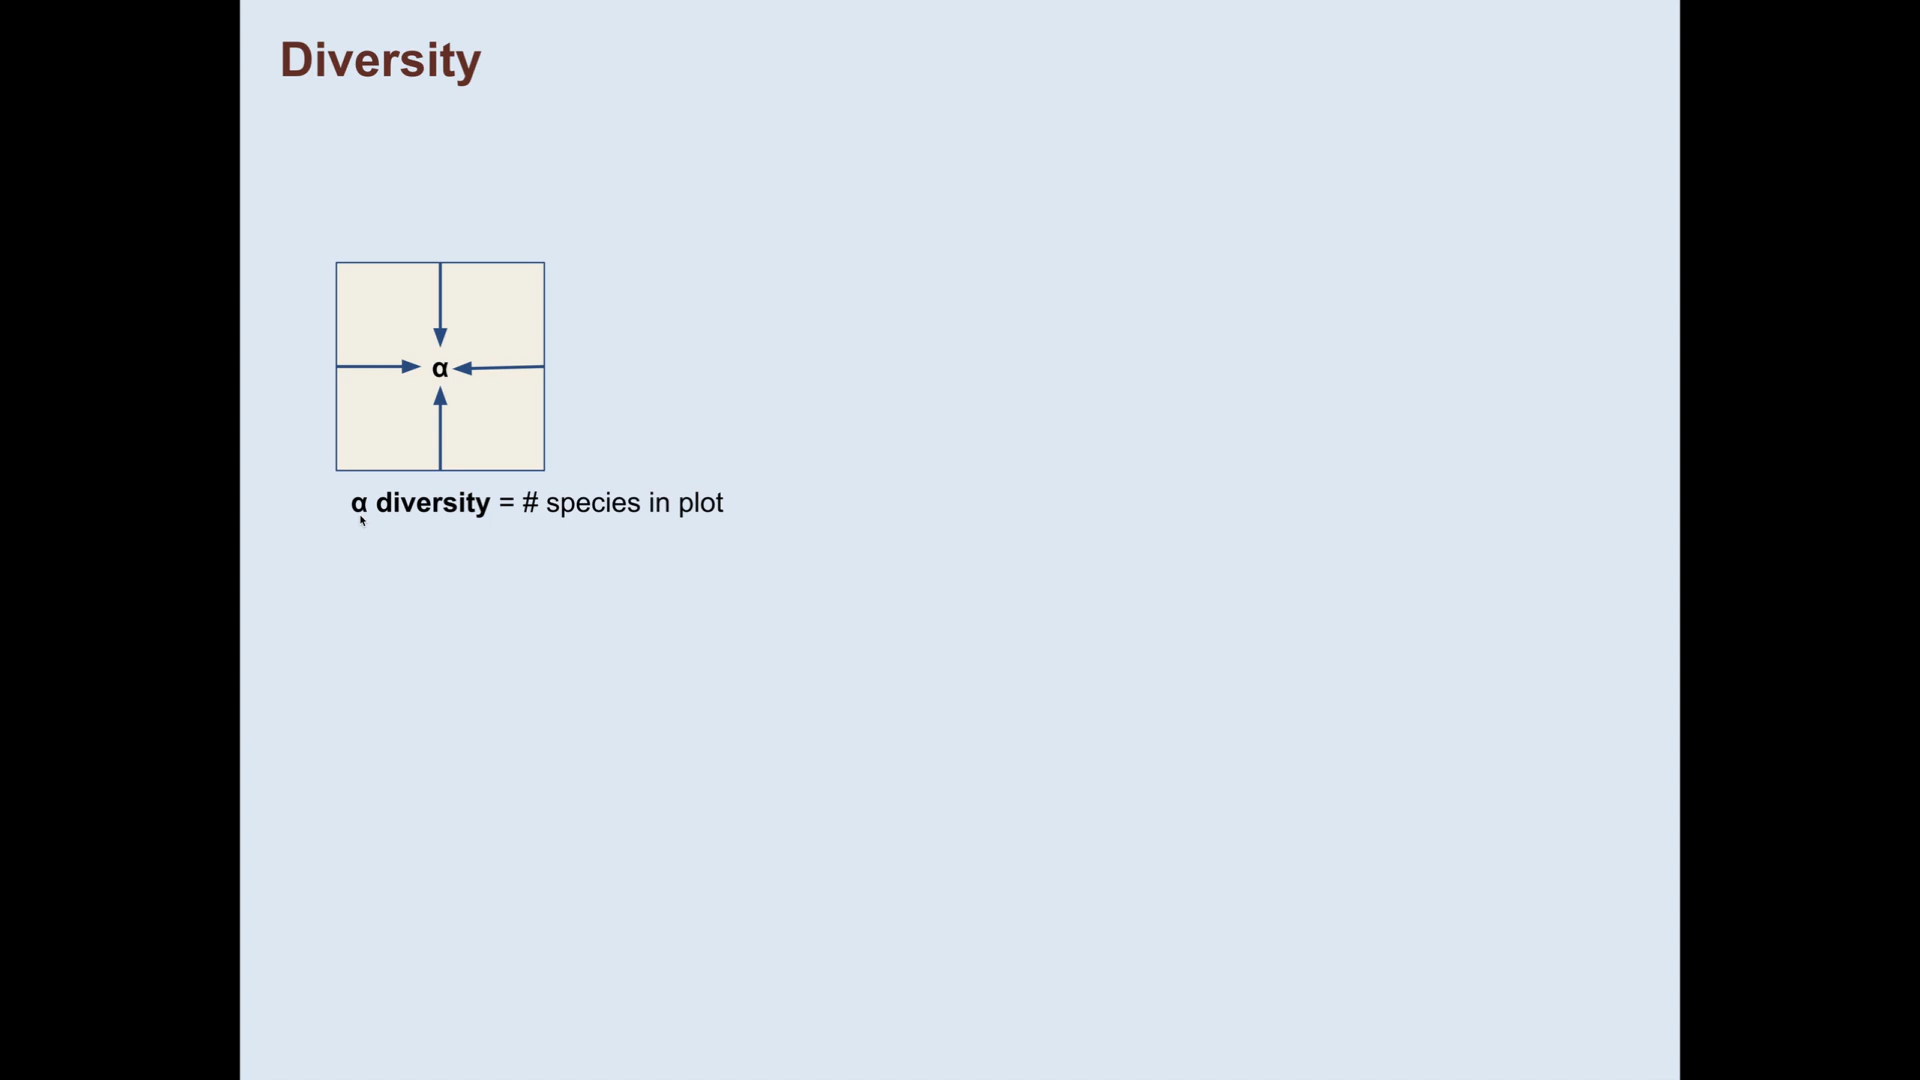 Diversity
α
α diversity = # species in plot